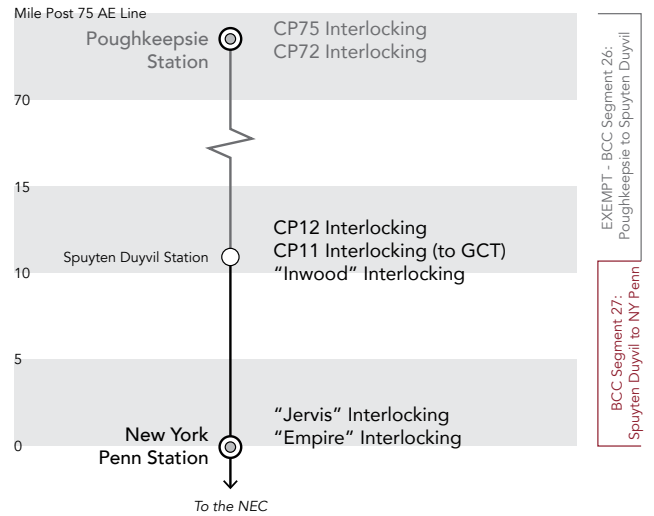 Mile Post 75 AE Line
Poughkeepsie
Station
CP75 Interlocking
CP72 Interlocking
70
15
CP12 Interlocking
CP11 Interlocking (to GCT)
“Inwood” Interlocking
Spuyten Duyvil Station
10
5
“Jervis” Interlocking
“Empire” Interlocking
New York
Penn Station
0
To the NEC
EXEMPT - BCC Segment 26:
Poughkeepsie to Spuyten Duyvil
BCC Segment 27:
Spuyten Duyvil to NY Penn